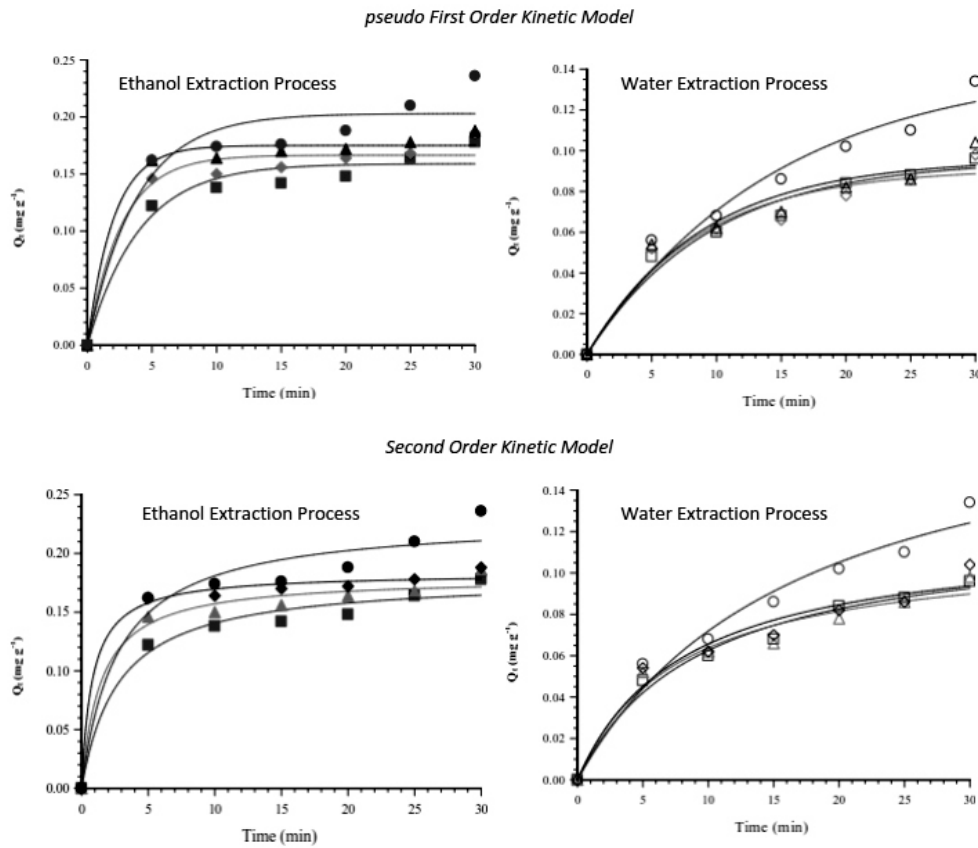 pseudo First Order Kinetic Model
Ethanol Extraction Process
0.25
0.20
0.15
0.10
0.05
0.00
Qt (mg g-1)
0 5 10 15 20 25 30
Time (min)
Water Extraction Process
0.14
0.12
0.10
0.08
0.06
0.04
0.02
0.00
Qt (mg g-1)
0 5 10 15 20 25 30
Time (min)
Second Order Kinetic Model
Ethanol Extraction Process
0.25
0.20
0.15
0.10
0.05
0.00
Qt (mg g-1)
0 5 10 15 20 25 30
Time (min)
Water Extraction Process
0.14
0.12
0.10
0.08
0.06
0.04
0.02
0.00
Qt (mg g-1)
0 5 10 15 20 25 30
Time (min)